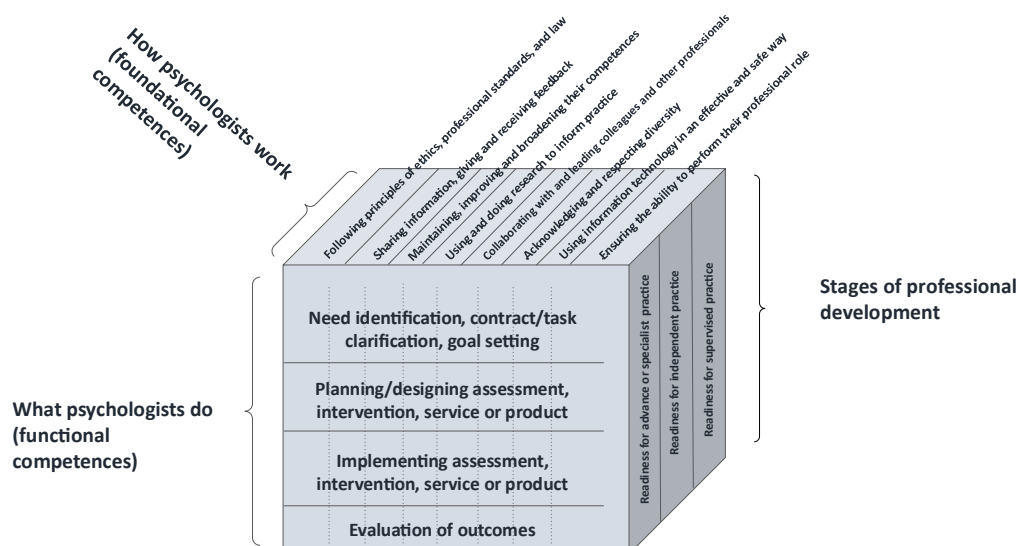 How psychologists work
(foundational
competences)
Following principles of ethics, professional standards, and law
Sharing information, giving and receiving feedback
Maintaining, improving and broadening their competences
Using and doing research to inform practice
Collaborating with and leading colleagues and other professionals
Acknowledging and respecting diversity
Using information technology in an effective and safe way
Ensuring the ability to perform their professional role
Need identification, contract/task
clarification, goal setting
Planning/designing assessment,
intervention, service or product
Implementing assessment,
intervention, service or product
Evaluation of outcomes
What psychologists do
(functional
competences)
Readiness for advance or specialist practice
Readiness for independent practice
Readiness for supervised practice
Stages of professional
development